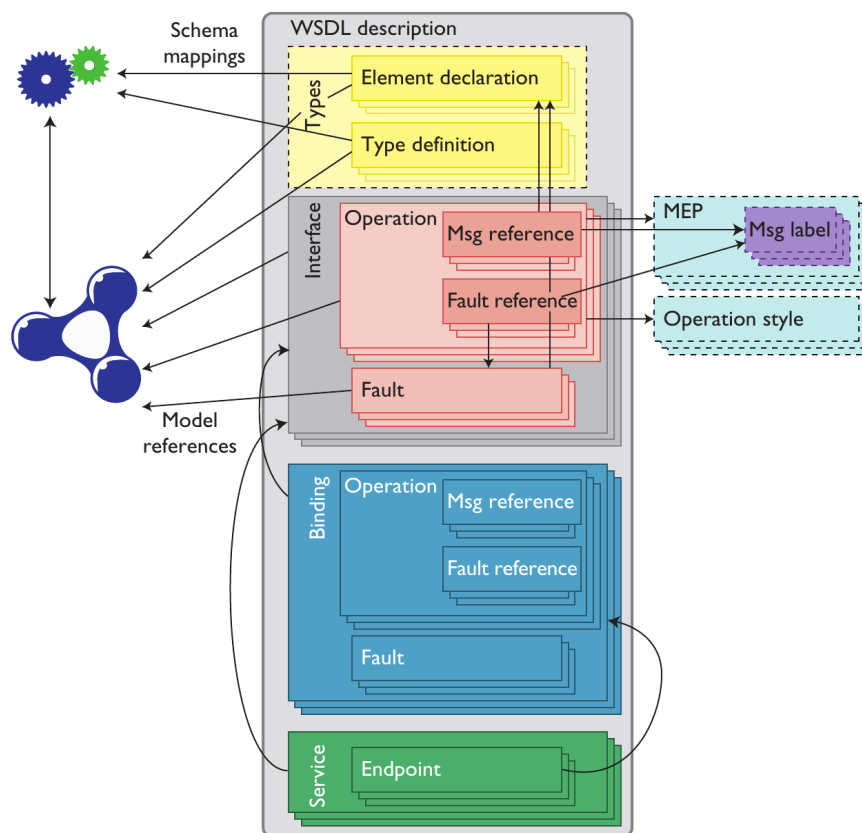 WSDL description
Schema
mappings
Types
Element declaration
Type definition
Interface
Operation
Msg reference
Fault reference
Fault
MEP
Msg label
Operation style
Model
references
Binding
Operation
Msg reference
Fault reference
Fault
Service
Endpoint